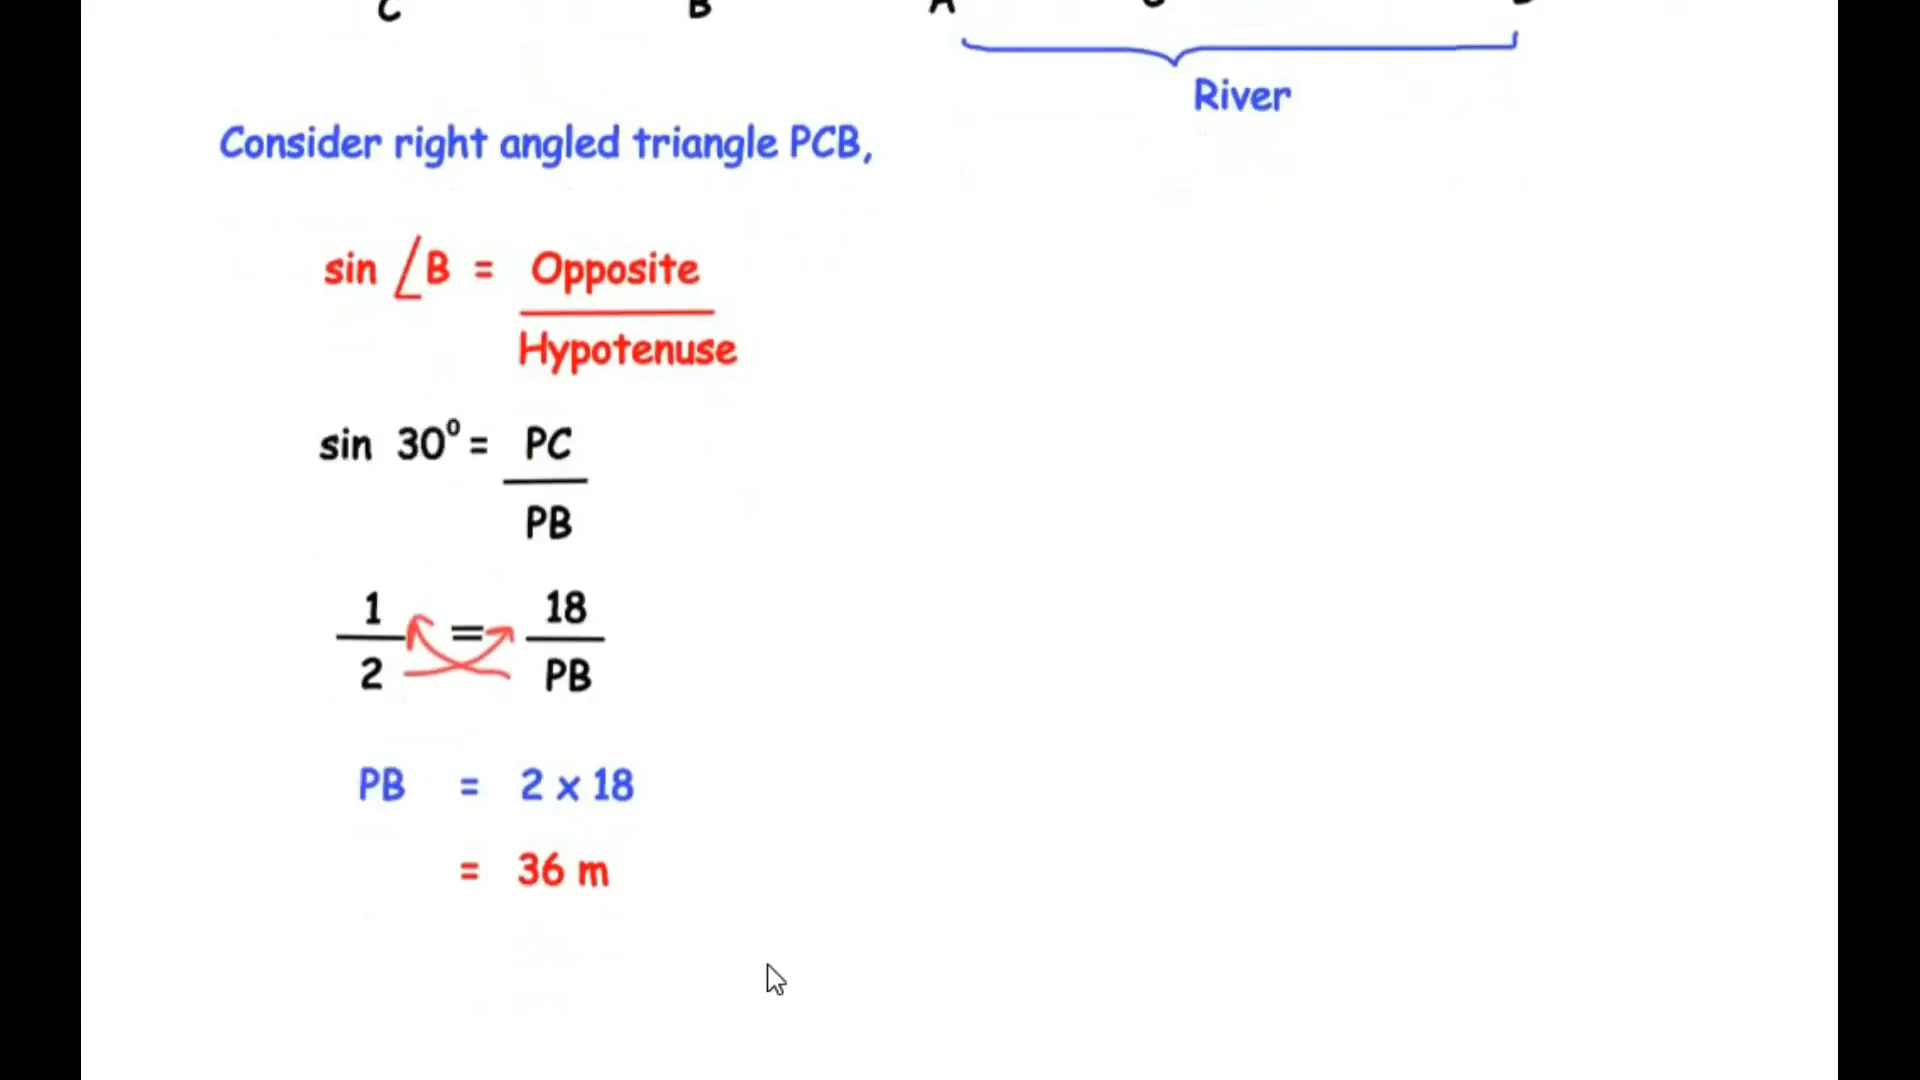 C B A
River
Consider right angled triangle PCB,
sin ∠B = Opposite
Hypotenuse
sin 30⁰ = PC
PB
1 = 18
2 PB
PB = 2 x 18
= 36 m